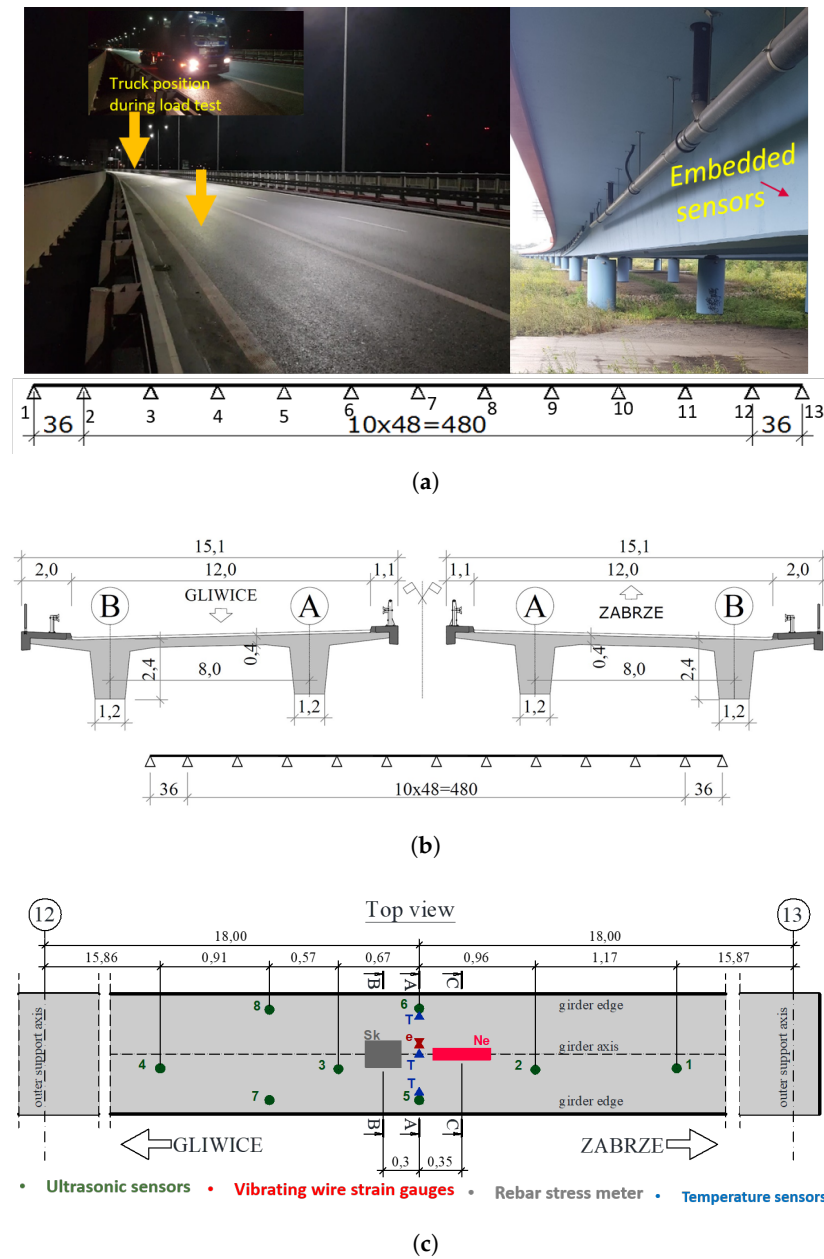 Truck position
during load test
Embedded
sensors
1 2 3 4 5 6 7 8 9 10 11 12 13
36 10x48=480 36
(a)
15,1 15,1
2,0 12,0 1,1 1,1 12,0 2,0
B GLIWICE A A ZABRZE B
2,4 8,0 0,4 0,4 8,0 2,4
1,2 1,2 1,2 1,2
36 10x48=480 36
(b)
12 Top view 13
18,00 18,00
15,86 0,91 0,57 0,67 0,96 1,17 15,87
B A C
8 6 girder edge
T
outer support axis Sk e Ne girder axis outer support axis
4 3 T 2 1
T
7 5 girder edge
B A C
GLIWICE 0,3 0,35 ZABRZE
• Ultrasonic sensors • Vibrating wire strain gauges • Rebar stress meter • Temperature sensors
(c)